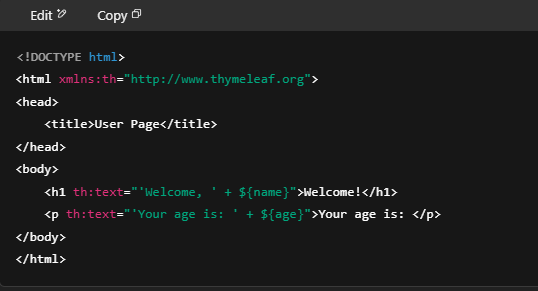 Edit Copy
<!DOCTYPE html>
<html xmlns:th="http://www.thymeleaf.org">
<head>
    <title>User Page</title>
</head>
<body>
    <h1 th:text="'Welcome, ' + ${name}">Welcome!</h1>
    <p th:text="'Your age is: ' + ${age}">Your age is: </p>
</body>
</html>